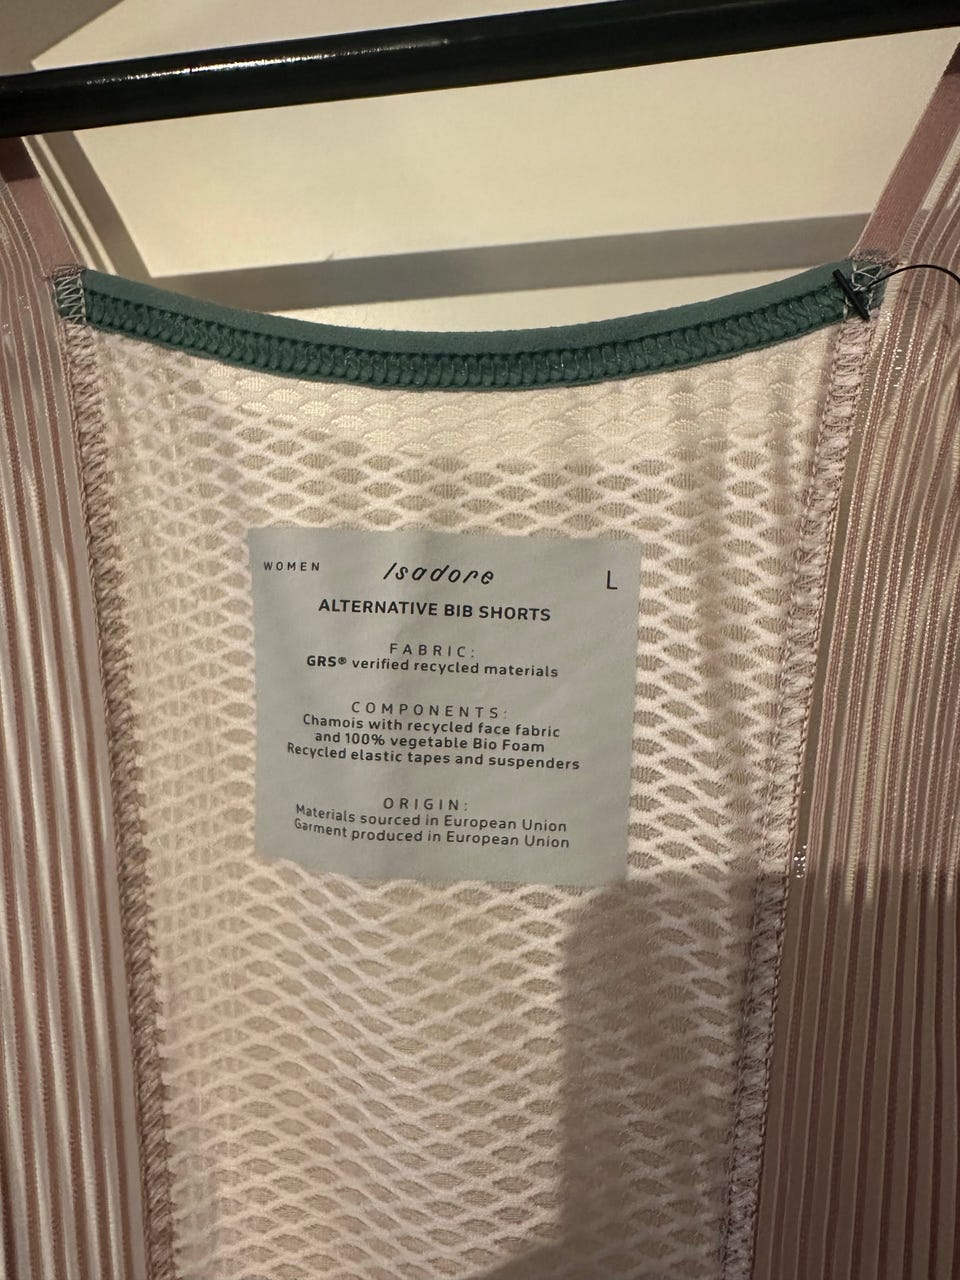 WOMEN Isadore L
ALTERNATIVE BIB SHORTS
FABRIC:
GRS® verified recycled materials
COMPONENTS:
Chamois with recycled face fabric
and 100% vegetable Bio Foam
Recycled elastic tapes and suspenders
ORIGIN:
Materials sourced in European Union
Garment produced in European Union